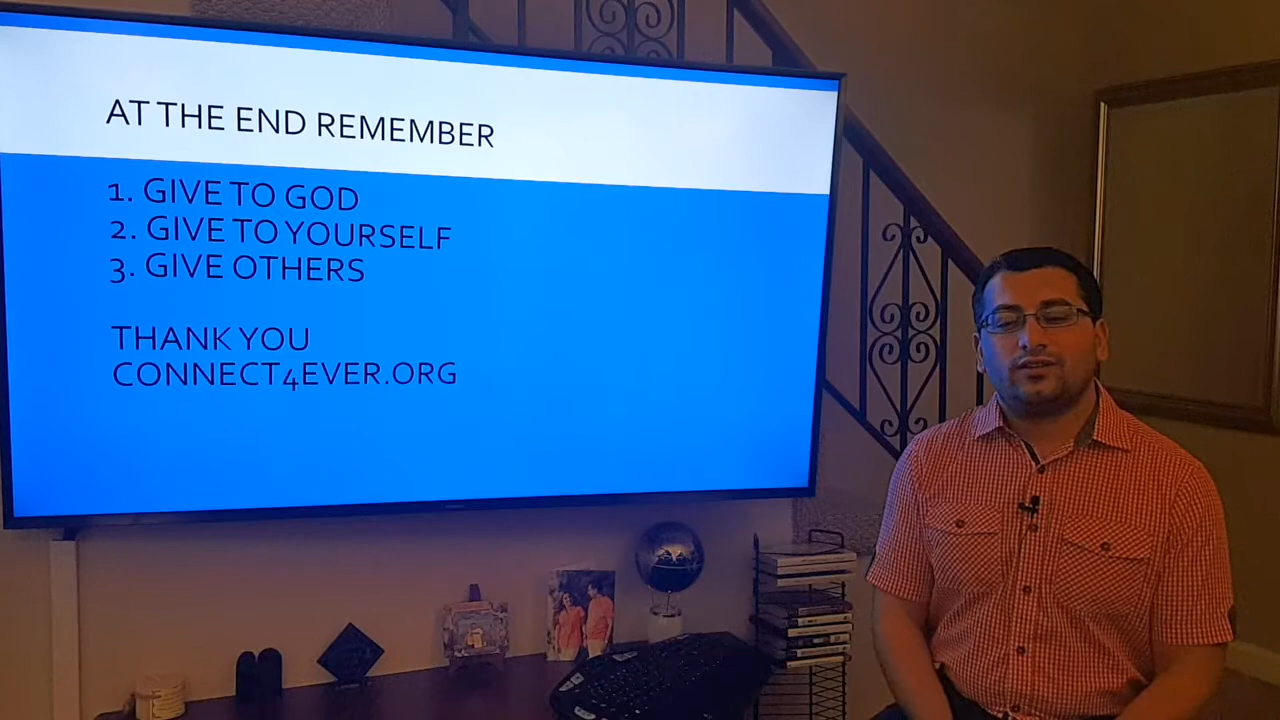 AT THE END REMEMBER
1. GIVE TO GOD
2. GIVE TO YOURSELF
3. GIVE OTHERS
THANK YOU
CONNECT4EVER.ORG